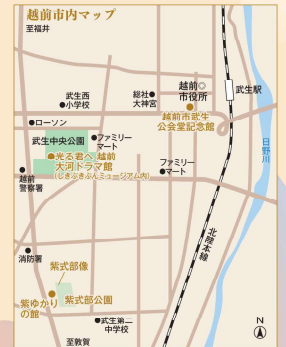 越前市内マップ
至福井
武生西
小学校
総社
大神宮
越前
市役所
武生駅
越前市武生
公会堂記念館
ローソン
武生中央公園
ファミリー
マート
光る君へ 越前
大河ドラマ館
(しきぶきぶんミュージアム内)
ファミリー
マート
越前
警察署
日野川
北陸本線
消防署
紫式部像
紫ゆかり
の館
紫式部公園
武生第二
中学校
至敦賀
N